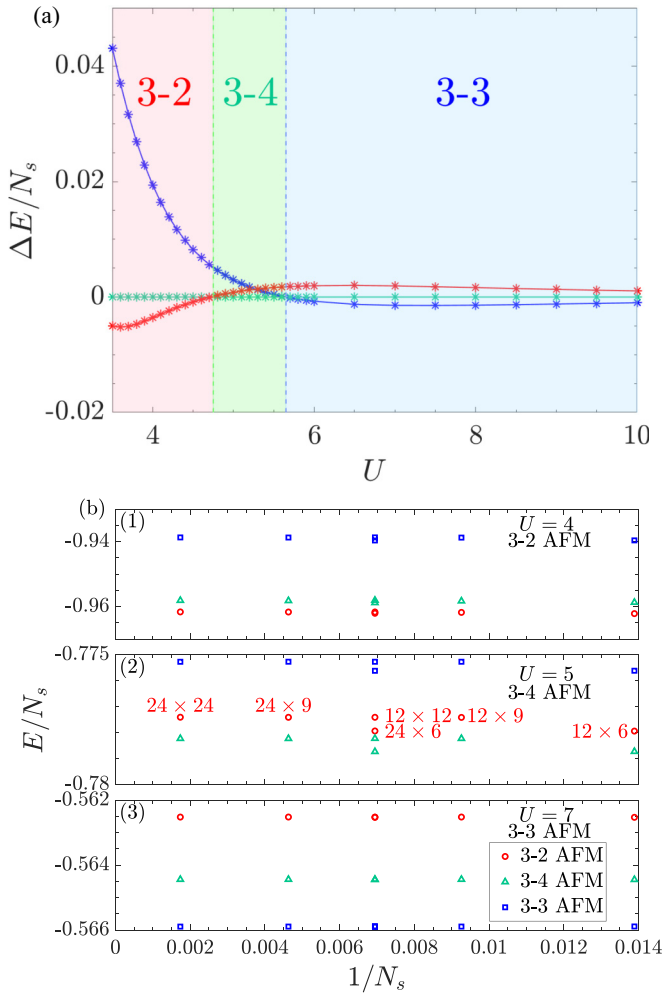 (a)
0.04
0.02
0
-0.02
ΔE/N_s
3-2
3-4
3-3
4
6
8
10
U
(b)
(1)
U = 4
3-2 AFM
-0.94
-0.96
(2)
U = 5
3-4 AFM
-0.775
-0.78
24 × 24
24 × 9
12 × 12
12 × 9
24 × 6
12 × 6
E/N_s
(3)
U = 7
3-3 AFM
-0.562
-0.564
-0.566
3-2 AFM
3-4 AFM
3-3 AFM
0
0.002
0.004
0.006
0.008
0.01
0.012
0.014
1/N_s